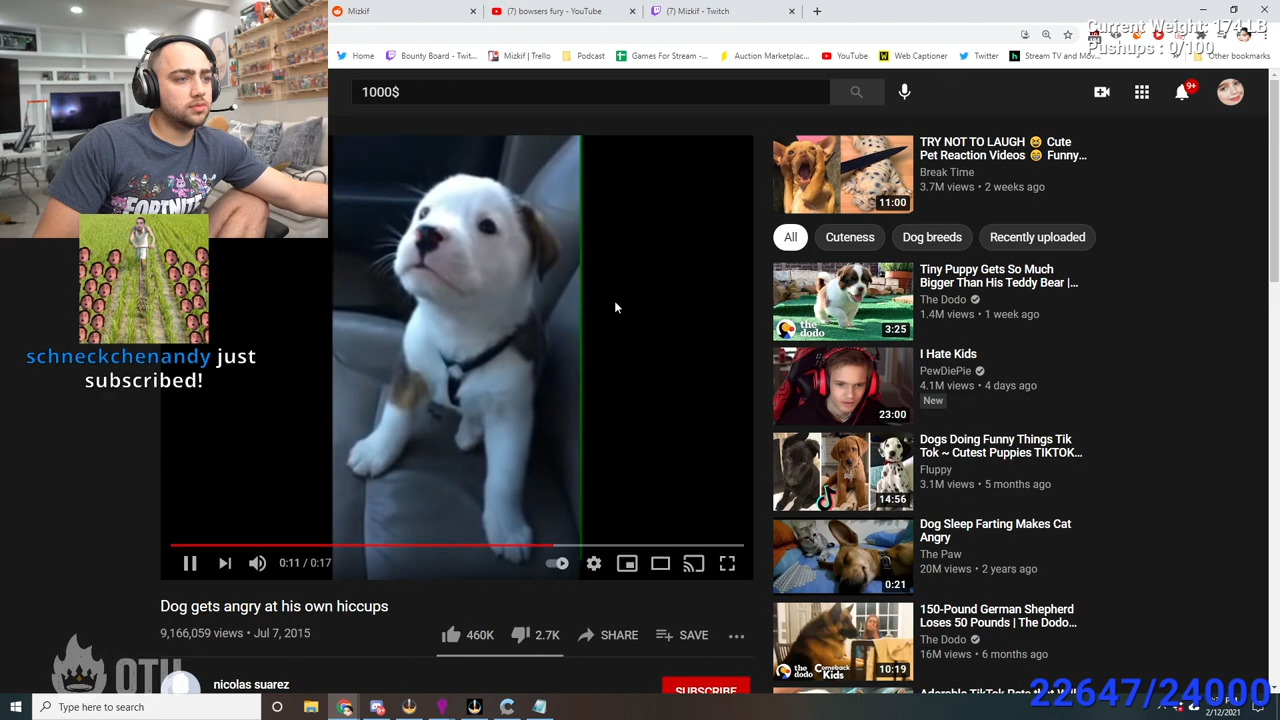 Mizkif
(7) bowsers fury - YouTube
(7) Mizkif - Twitch
Current Weight: 174 LB
Pushups : 0/100
Home
Bounty Board - Twit...
Mizkif | Trello
Podcast
Games For Stream -...
Auction Marketplac...
YouTube
Web Captioner
Twitter
Stream TV and Mov...
Other bookmarks
1000$
9+
FORTNITE
schneckchenandy just
subscribed!
TRY NOT TO LAUGH 😆 Cute
Pet Reaction Videos 😁 Funny...
Break Time
3.7M views • 2 weeks ago
11:00
All
Cuteness
Dog breeds
Recently uploaded
Tiny Puppy Gets So Much
Bigger Than His Teddy Bear |...
The Dodo
1.4M views • 1 week ago
the
dodo
3:25
I Hate Kids
PewDiePie
4.1M views • 4 days ago
New
23:00
Dogs Doing Funny Things Tik
Tok ~ Cutest Puppies TIKTOK...
Fluppy
3.1M views • 5 months ago
14:56
Dog Sleep Farting Makes Cat
Angry
The Paw
20M views • 2 years ago
0:21
150-Pound German Shepherd
Loses 50 Pounds | The Dodo...
The Dodo
16M views • 6 months ago
the
dodo
Comeback
Kids
10:19
0:11 / 0:17
Dog gets angry at his own hiccups
9,166,059 views • Jul 7, 2015
460K
2.7K
SHARE
SAVE
OTK
nicolas suarez
SUBSCRIBE
22647/24000
Type here to search
2/12/2021